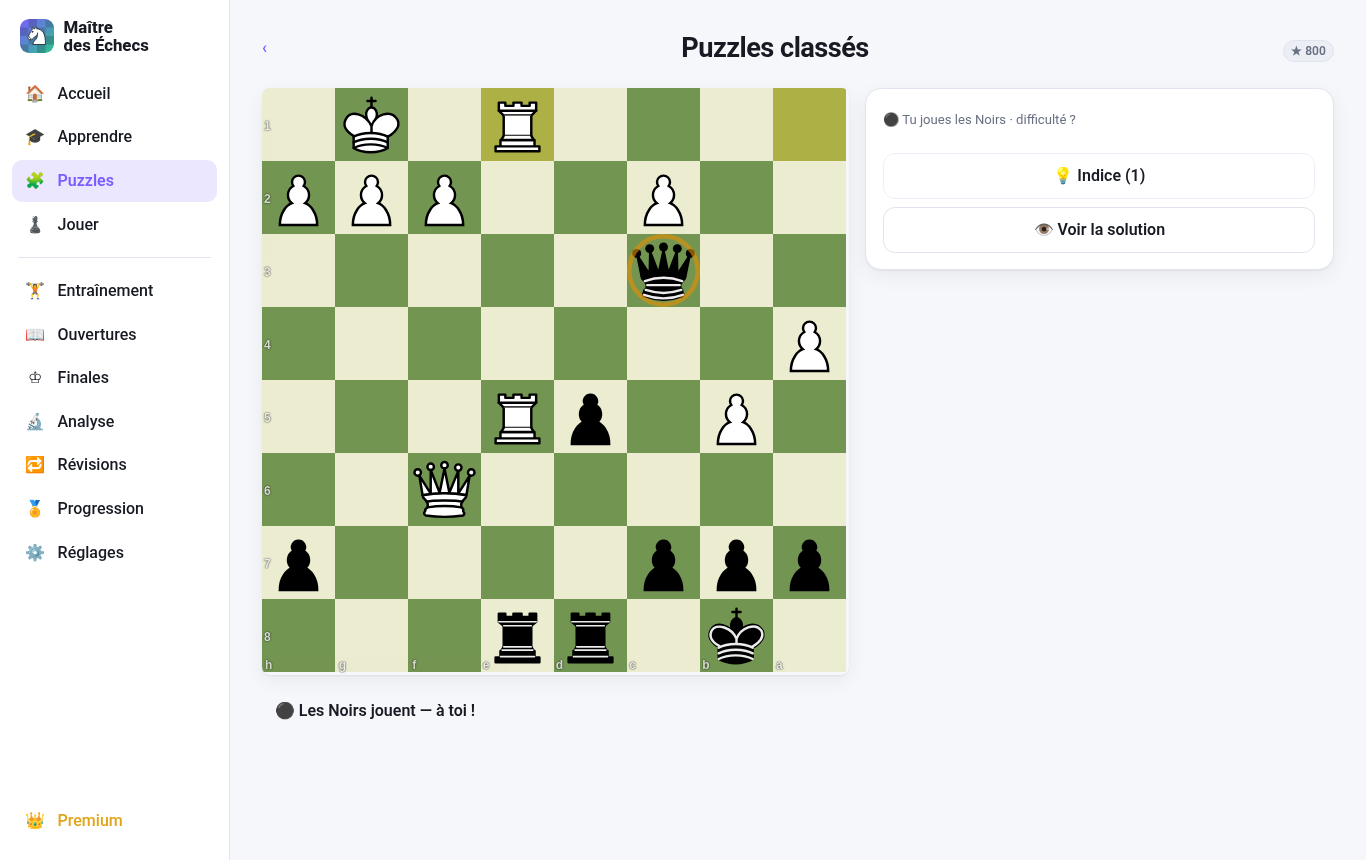 Maître
des Échecs
Accueil
Apprendre
Puzzles
Jouer
Entraînement
Ouvertures
Finales
Analyse
Révisions
Progression
Réglages
Premium
‹
Puzzles classés
★ 800
1
2
3
4
5
6
7
8
h g f e d c b a
Tu joues les Noirs · difficulté ?
Indice (1)
Voir la solution
Les Noirs jouent — à toi !